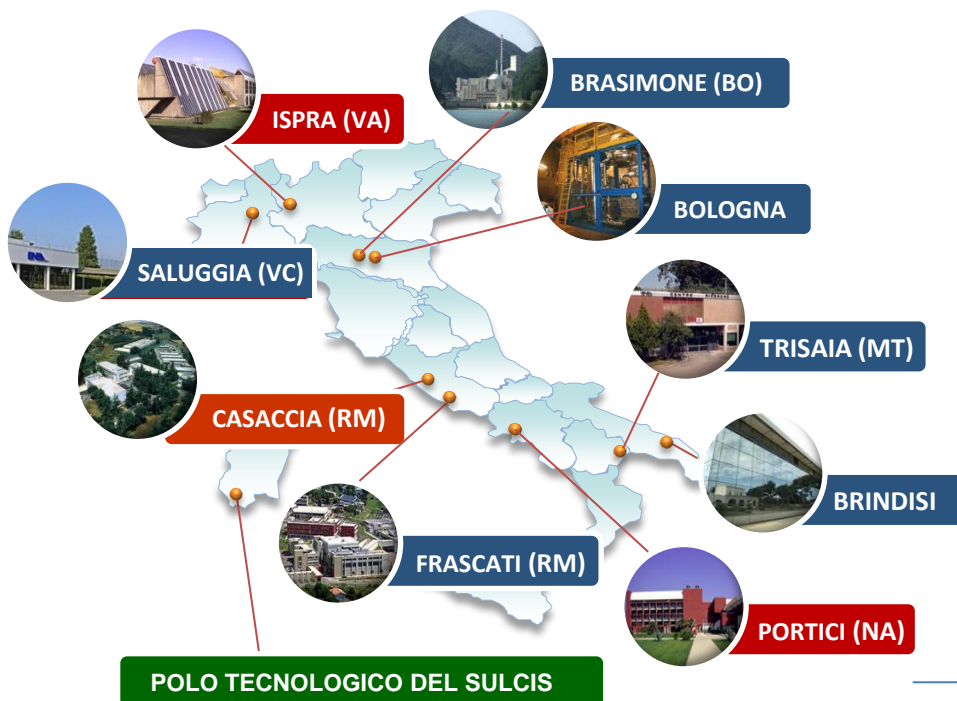 BRASIMONE (BO)
ISPRA (VA)
BOLOGNA
SALUGGIA (VC)
TRISAIA (MT)
CASACCIA (RM)
BRINDISI
FRASCATI (RM)
PORTICI (NA)
POLO TECNOLOGICO DEL SULCIS